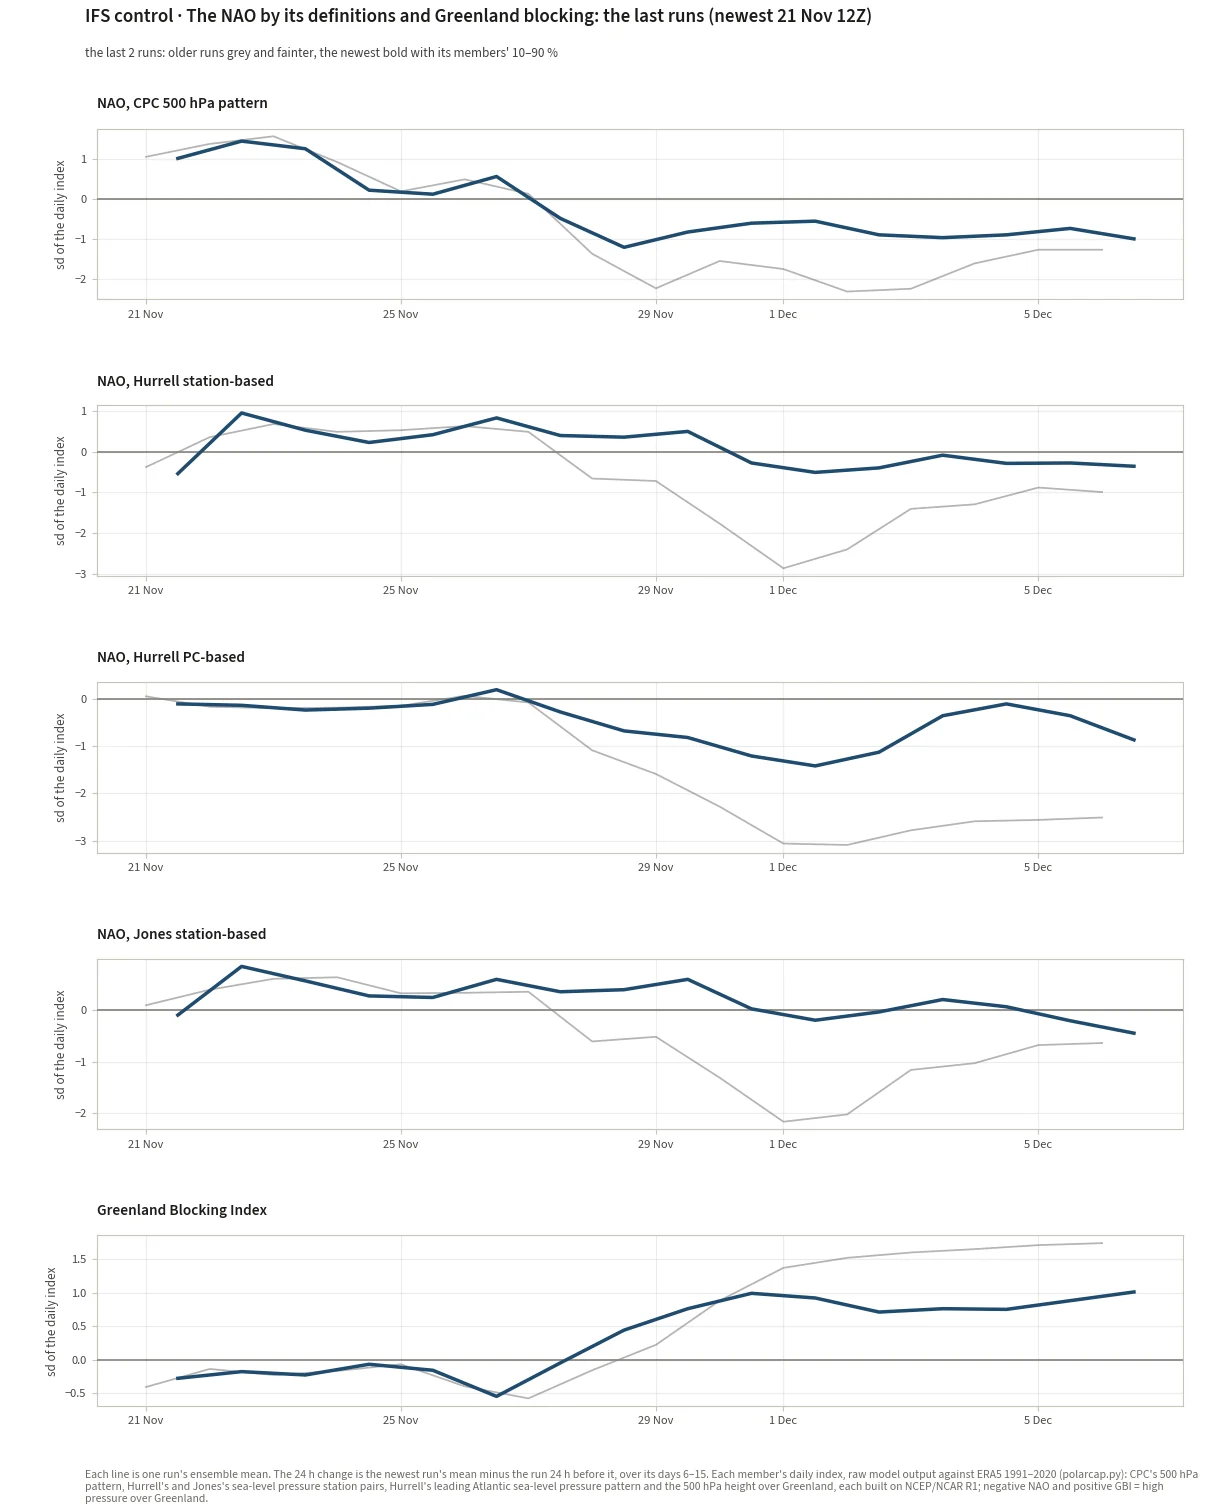 IFS control · The NAO by its definitions and Greenland blocking: the last runs (newest 21 Nov 12Z)
the last 2 runs: older runs grey and fainter, the newest bold with its members' 10–90 %
NAO, CPC 500 hPa pattern
sd of the daily index
1
0
−1
−2
21 Nov
25 Nov
29 Nov
1 Dec
5 Dec
NAO, Hurrell station-based
sd of the daily index
1
0
−1
−2
−3
21 Nov
25 Nov
29 Nov
1 Dec
5 Dec
NAO, Hurrell PC-based
sd of the daily index
0
−1
−2
−3
21 Nov
25 Nov
29 Nov
1 Dec
5 Dec
NAO, Jones station-based
sd of the daily index
0
−1
−2
21 Nov
25 Nov
29 Nov
1 Dec
5 Dec
Greenland Blocking Index
sd of the daily index
1.5
1.0
0.5
0.0
−0.5
21 Nov
25 Nov
29 Nov
1 Dec
5 Dec
Each line is one run's ensemble mean. The 24 h change is the newest run's mean minus the run 24 h before it, over its days 6–15. Each member's daily index, raw model output against ERA5 1991–2020 (polarcap.py): CPC's 500 hPa
pattern, Hurrell's and Jones's sea-level pressure station pairs, Hurrell's leading Atlantic sea-level pressure pattern and the 500 hPa height over Greenland, each built on NCEP/NCAR R1; negative NAO and positive GBI = high
pressure over Greenland.